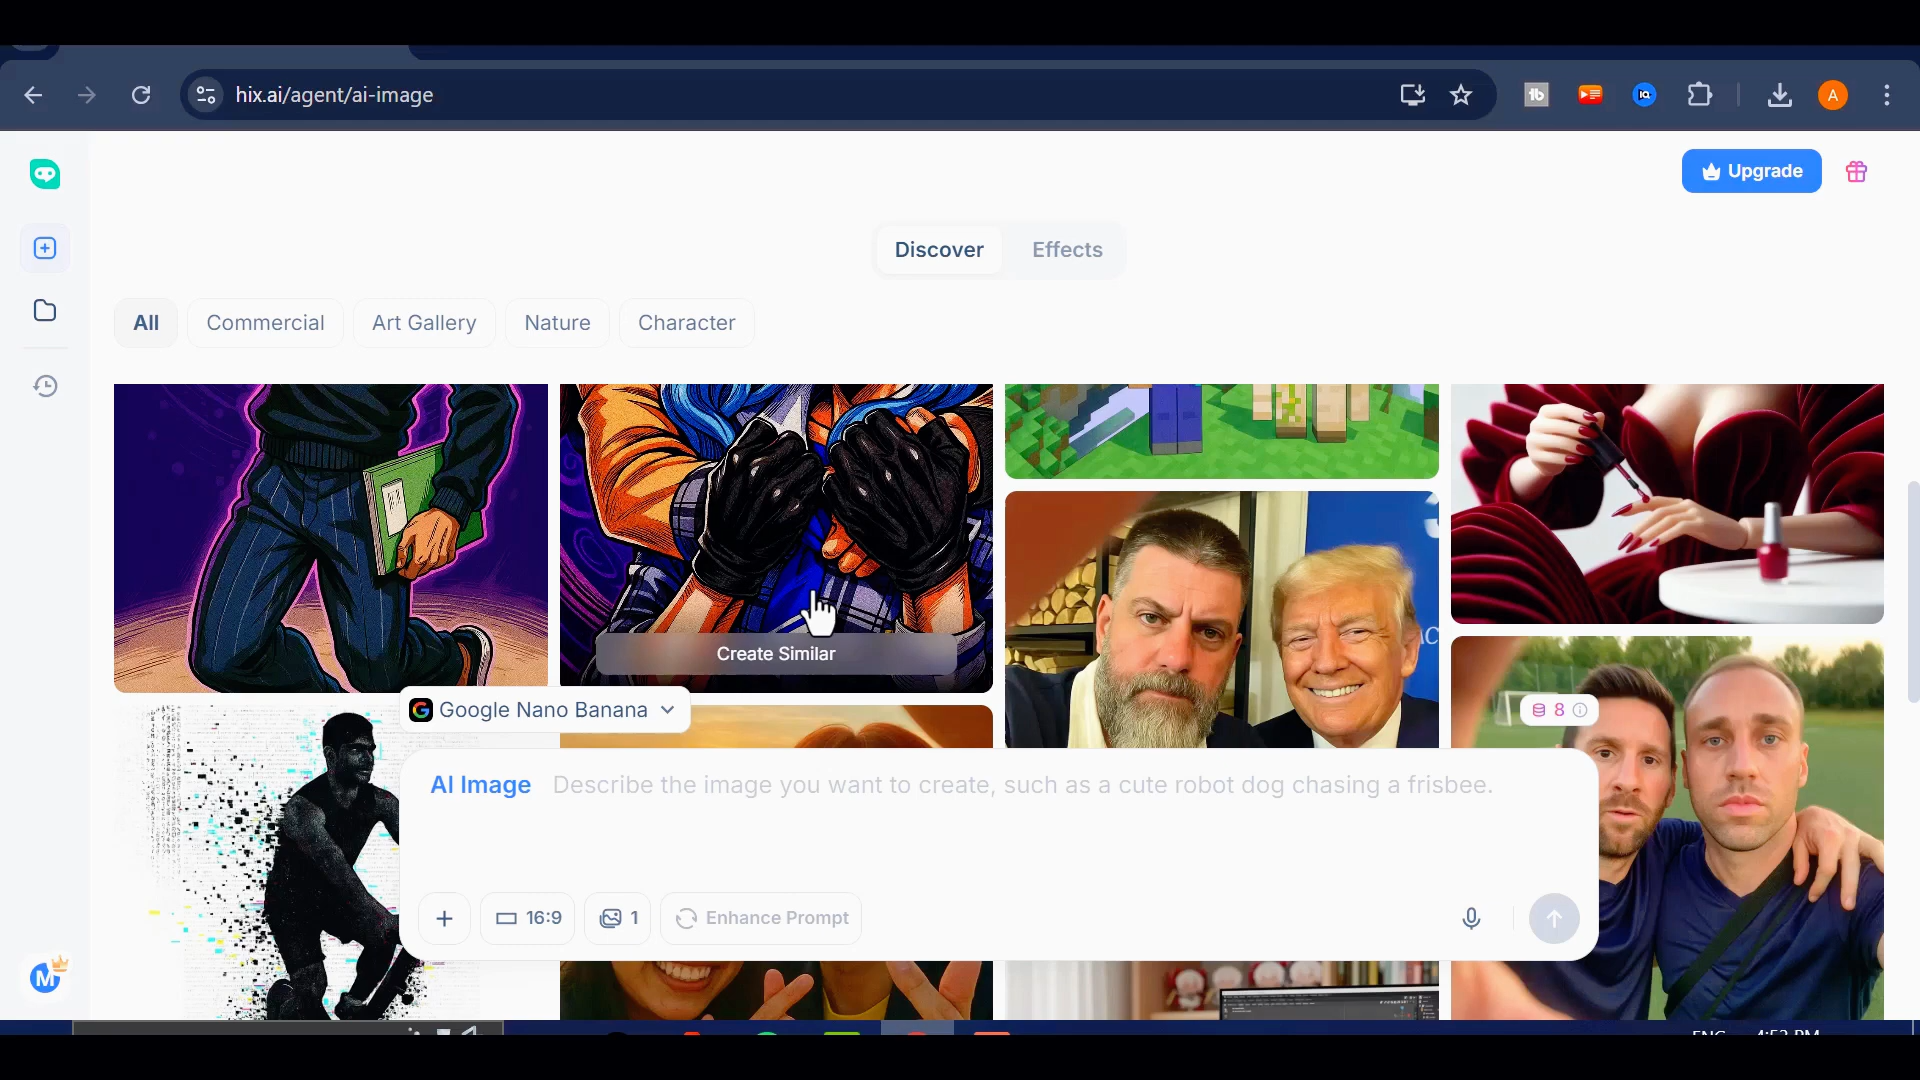 hix.ai/agent/ai-image
A
Upgrade
Discover
Effects
All
Commercial
Art Gallery
Nature
Character
Create Similar
Google Nano Banana
8
AI Image
Describe the image you want to create, such as a cute robot dog chasing a frisbee.
16:9
1
Enhance Prompt
M